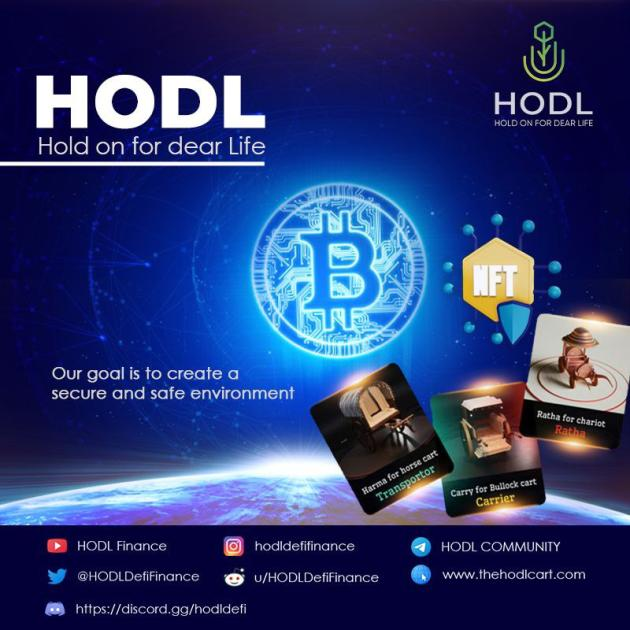 HODL
Hold on for dear Life
HODL
HOLD ON FOR DEAR LIFE
NFT
Our goal is to create a
secure and safe environment
Harma for horse cart
Transportor
Carry for Bullock cart
Carrier
Ratha for chariot
Ratha
HODL Finance
hodldefifinance
HODL COMMUNITY
@HODLDefiFinance
u/HODLDefiFinance
www.thehodlcart.com
https://discord.gg/hodldefi